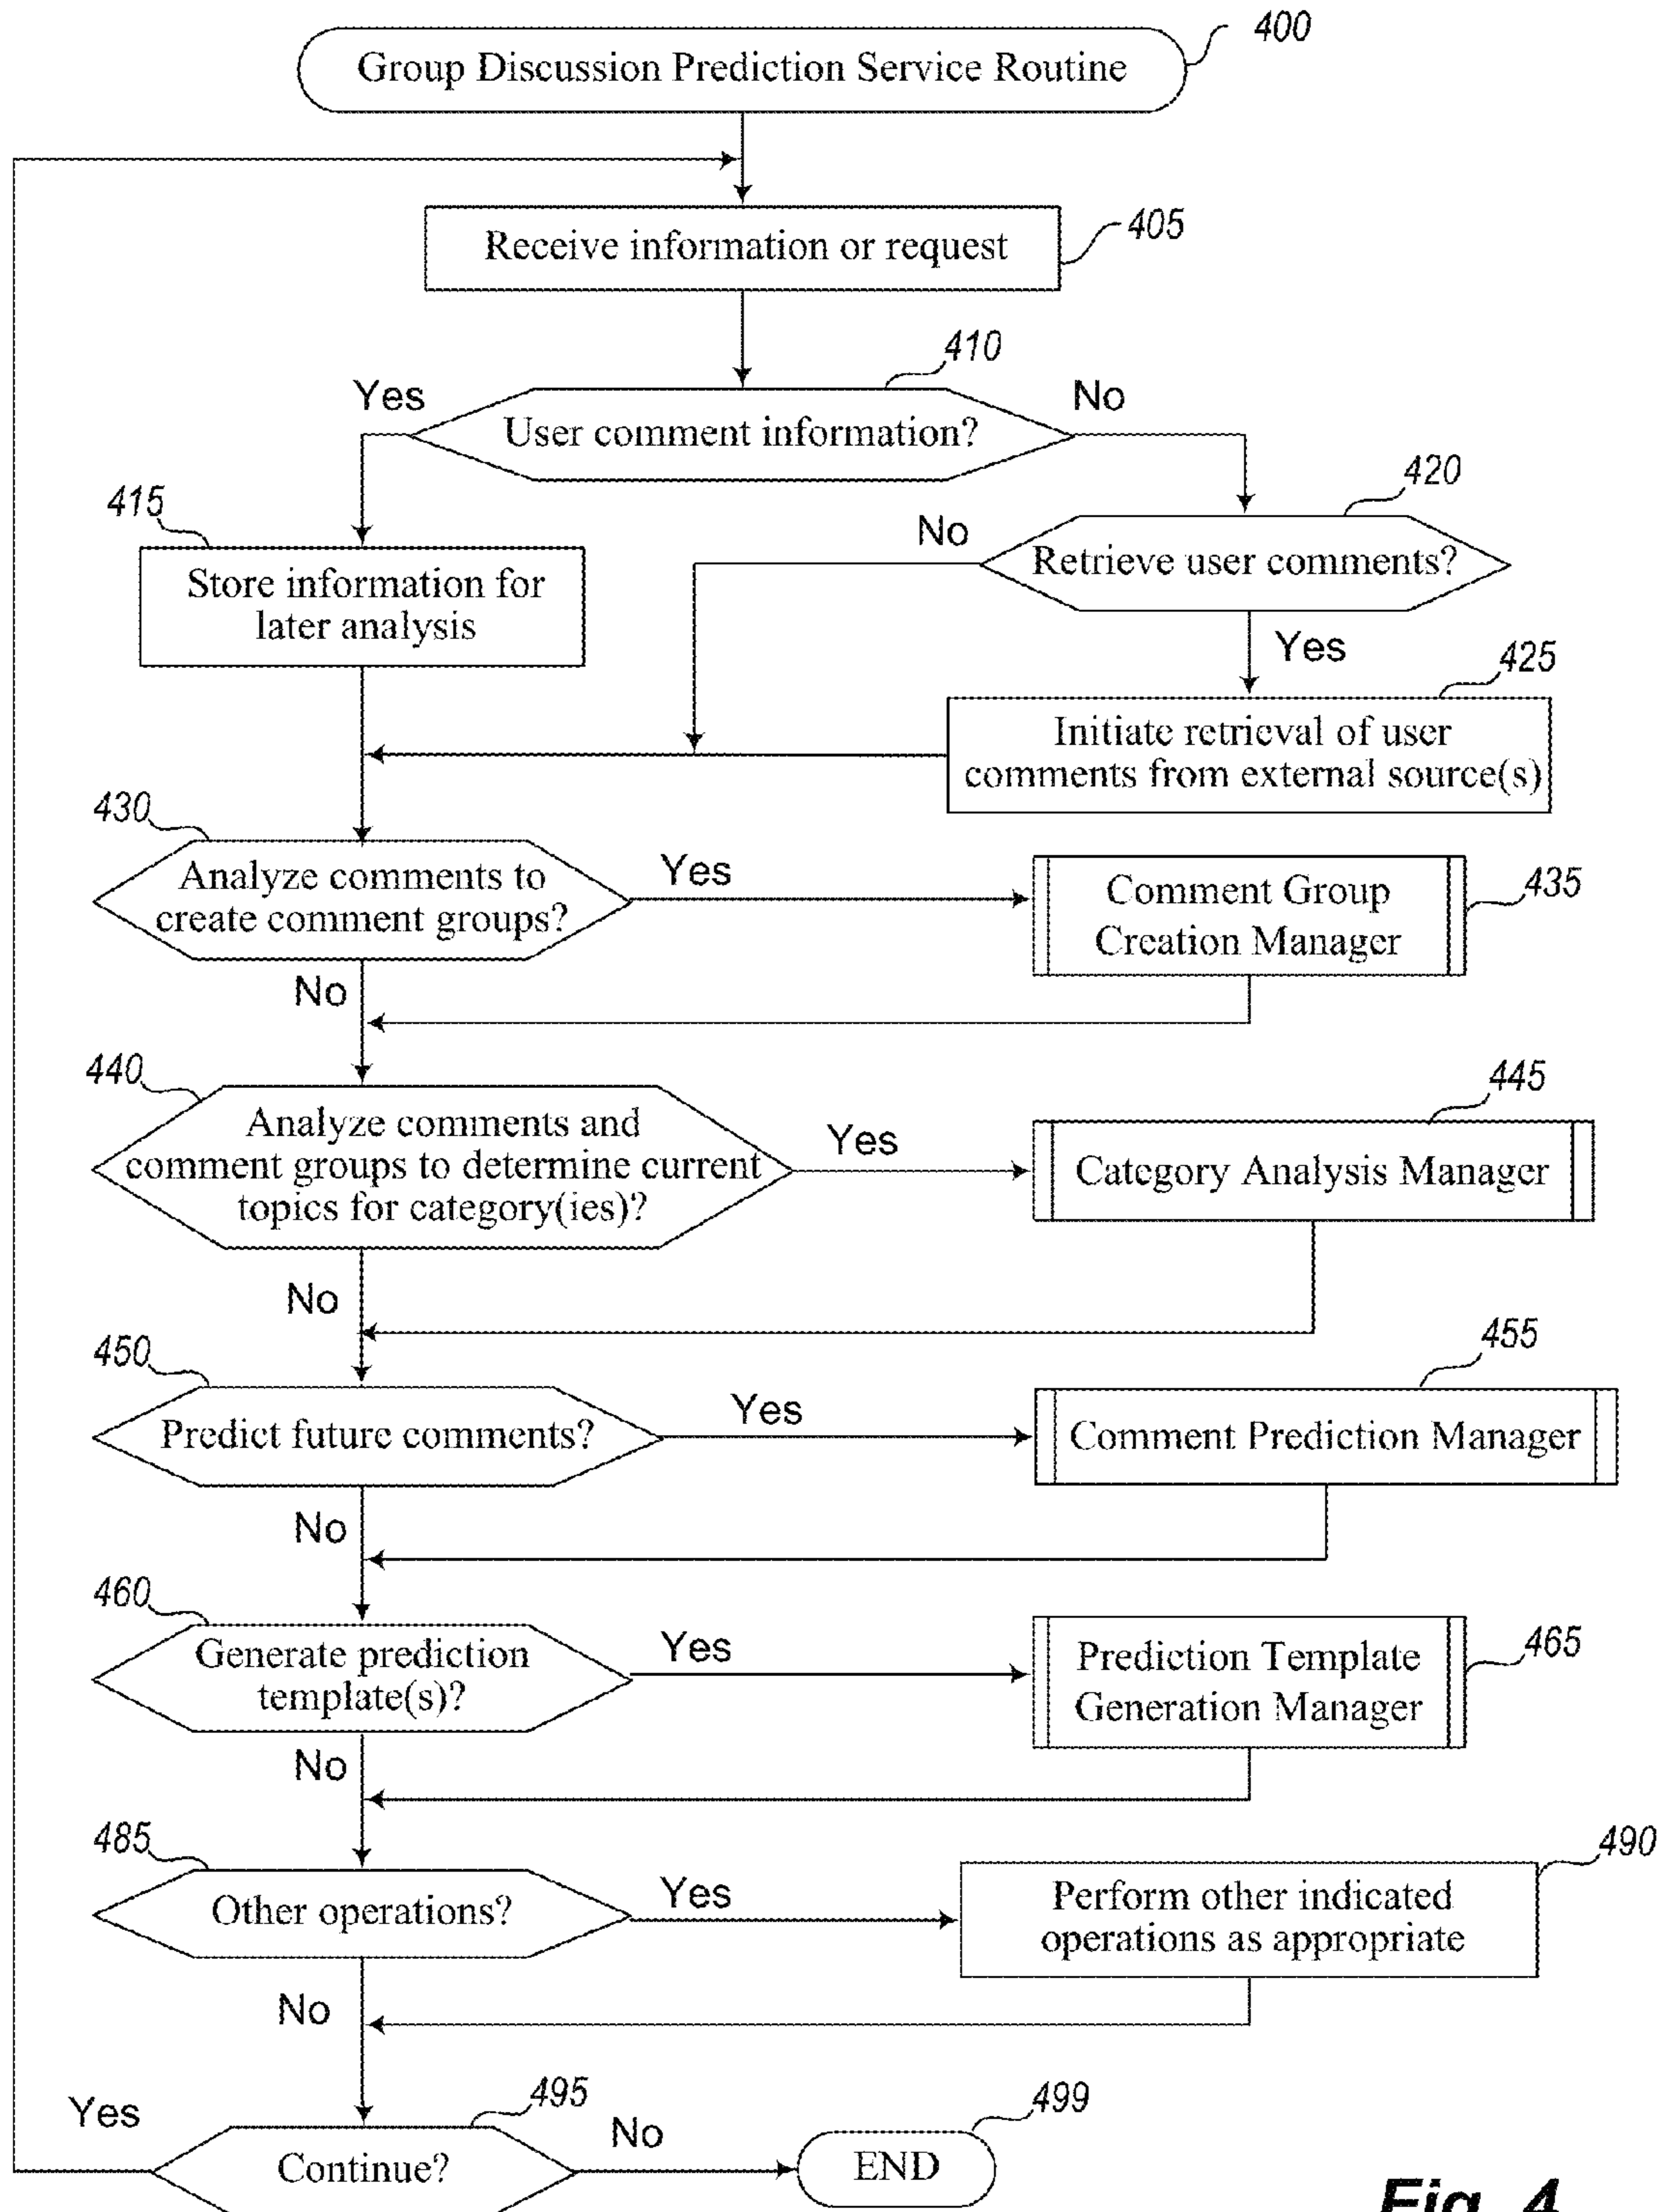 400
Group Discussion Prediction Service Routine
Receive information or request
405
410
Yes
No
User comment information?
415
420
No
Retrieve user comments?
Store information for
later analysis
Yes
425
Initiate retrieval of user
comments from external source(s)
430
Analyze comments to
create comment groups?
Yes
Comment Group
Creation Manager
435
No
440
Analyze comments and
comment groups to determine current
topics for category(ies)?
Yes
445
Category Analysis Manager
No
450
Predict future comments?
Yes
455
Comment Prediction Manager
No
460
Generate prediction
template(s)?
Yes
Prediction Template
Generation Manager
465
No
485
Other operations?
Yes
490
Perform other indicated
operations as appropriate
No
Yes
495
Continue?
No
499
END
Fig. 4